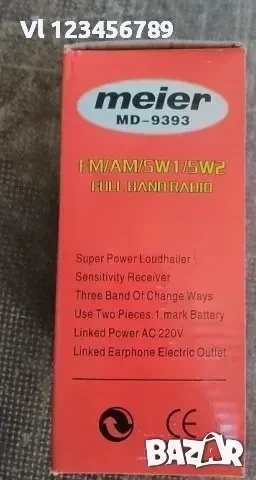 Vl 123456789
meier
MD-9393
FM/AM/SW1/SW2
FULL BAND RADIO
Super Power Loudhailer
Sensitivity Receiver
Three Band Of Change Ways
Use Two Pieces.1.mark Battery
Linked Power AC 220V
Linked Earphone Electric Outlet
CE
BAZAR